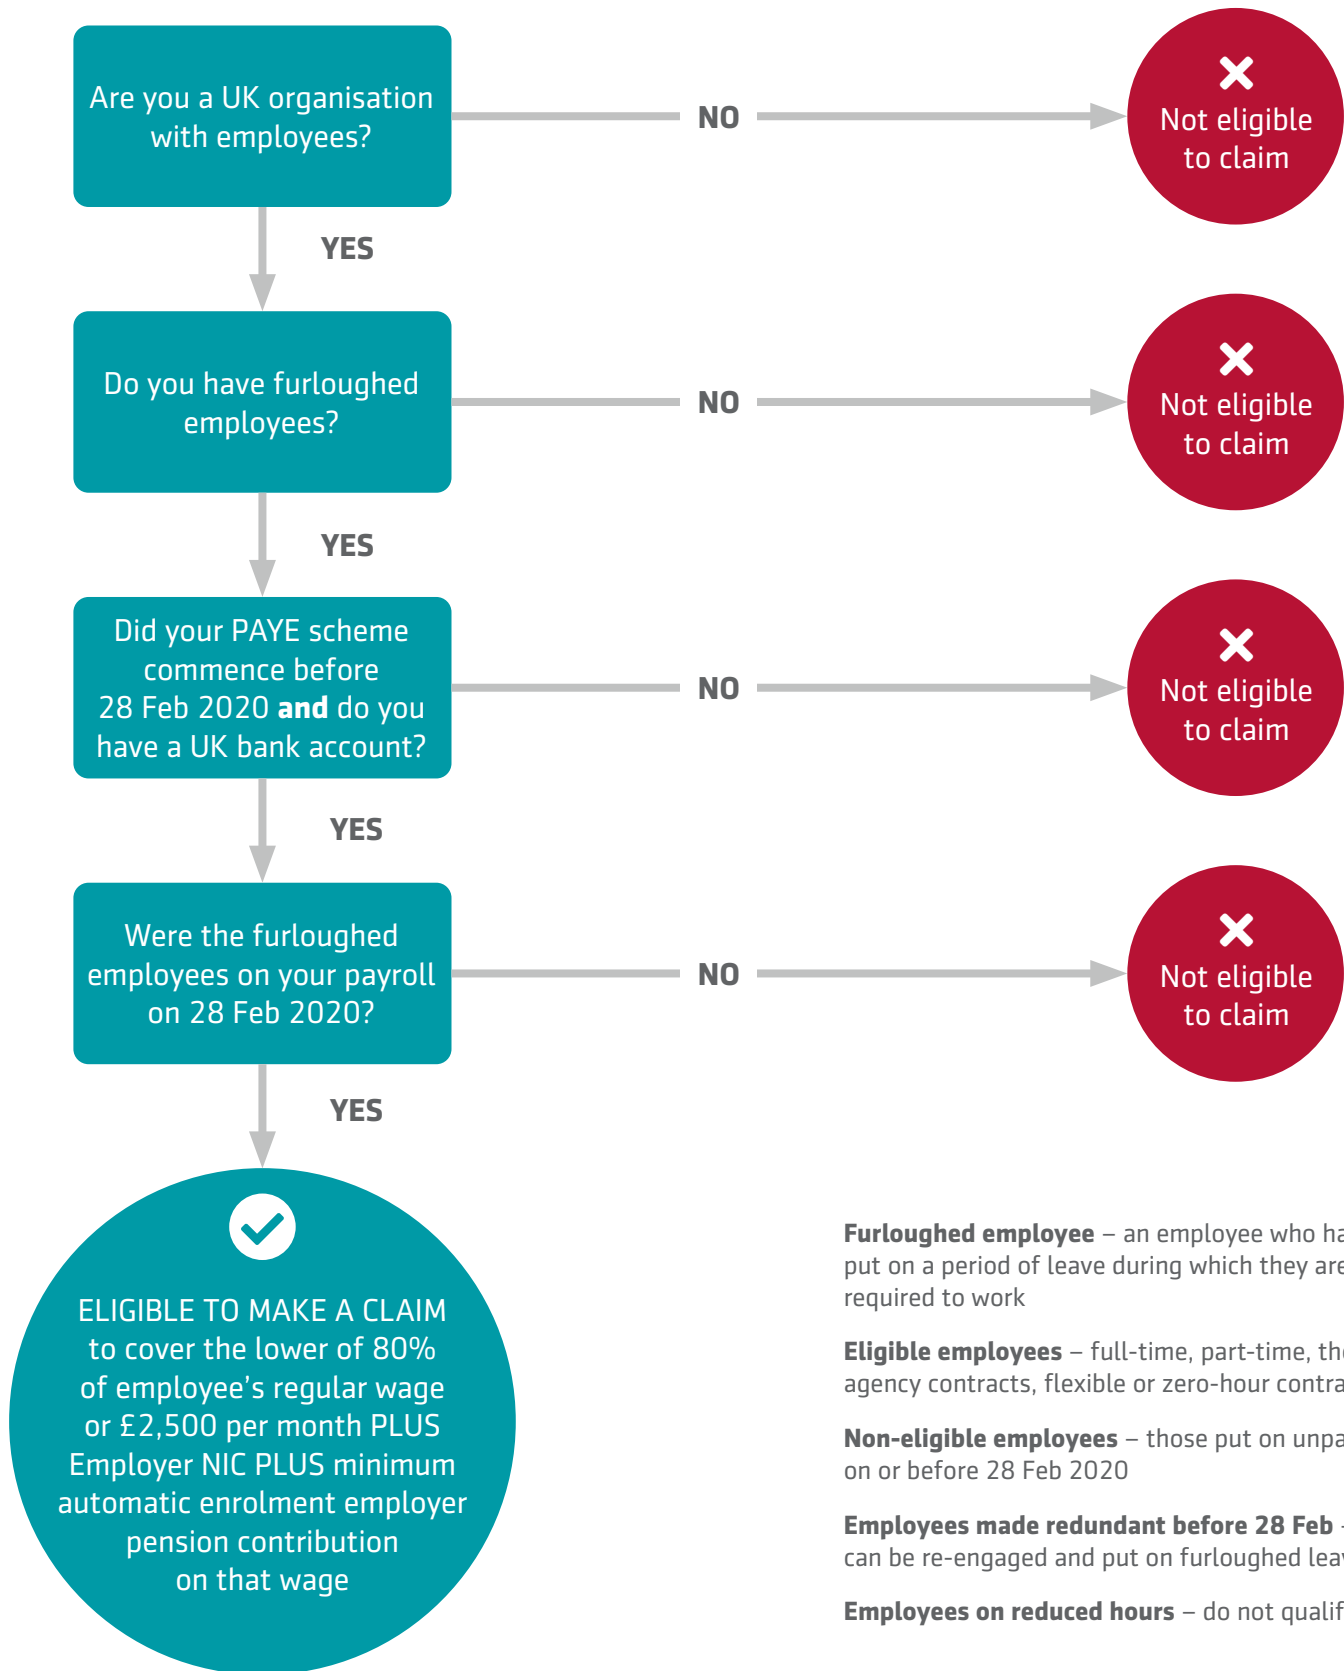 Are you a UK organisation
with employees?
NO
Not eligible
to claim
YES
Do you have furloughed
employees?
NO
Not eligible
to claim
YES
Did your PAYE scheme
commence before
28 Feb 2020 and do you
have a UK bank account?
NO
Not eligible
to claim
YES
Were the furloughed
employees on your payroll
on 28 Feb 2020?
NO
Not eligible
to claim
YES
ELIGIBLE TO MAKE A CLAIM
to cover the lower of 80%
of employee’s regular wage
or £2,500 per month PLUS
Employer NIC PLUS minimum
automatic enrolment employer
pension contribution
on that wage
Furloughed employee – an employee who
put on a period of leave during which they are
required to work
Eligible employees – full-time, part-time,
agency contracts, flexible or zero-hour
Non-eligible employees – those put on
on or before 28 Feb 2020
Employees made redundant before 28 Feb –
can be re-engaged and put on furloughed
Employees on reduced hours – do not